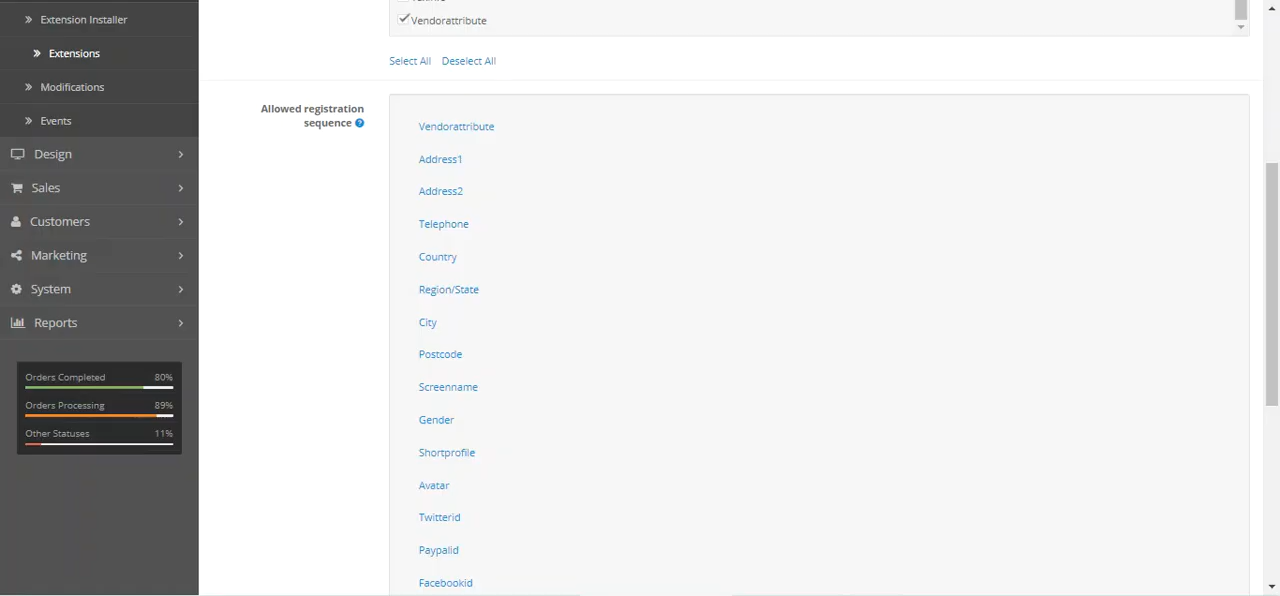 Extension Installer
Extensions
Modifications
Events
Design
Sales
Customers
Marketing
System
Reports
Orders Completed 80%
Orders Processing 89%
Other Statuses 11%
Vendorattribute
Select All Deselect All
Allowed registration
sequence
Vendorattribute
Address1
Address2
Telephone
Country
Region/State
City
Postcode
Screenname
Gender
Shortprofile
Avatar
Twitterid
Paypalid
Facebookid